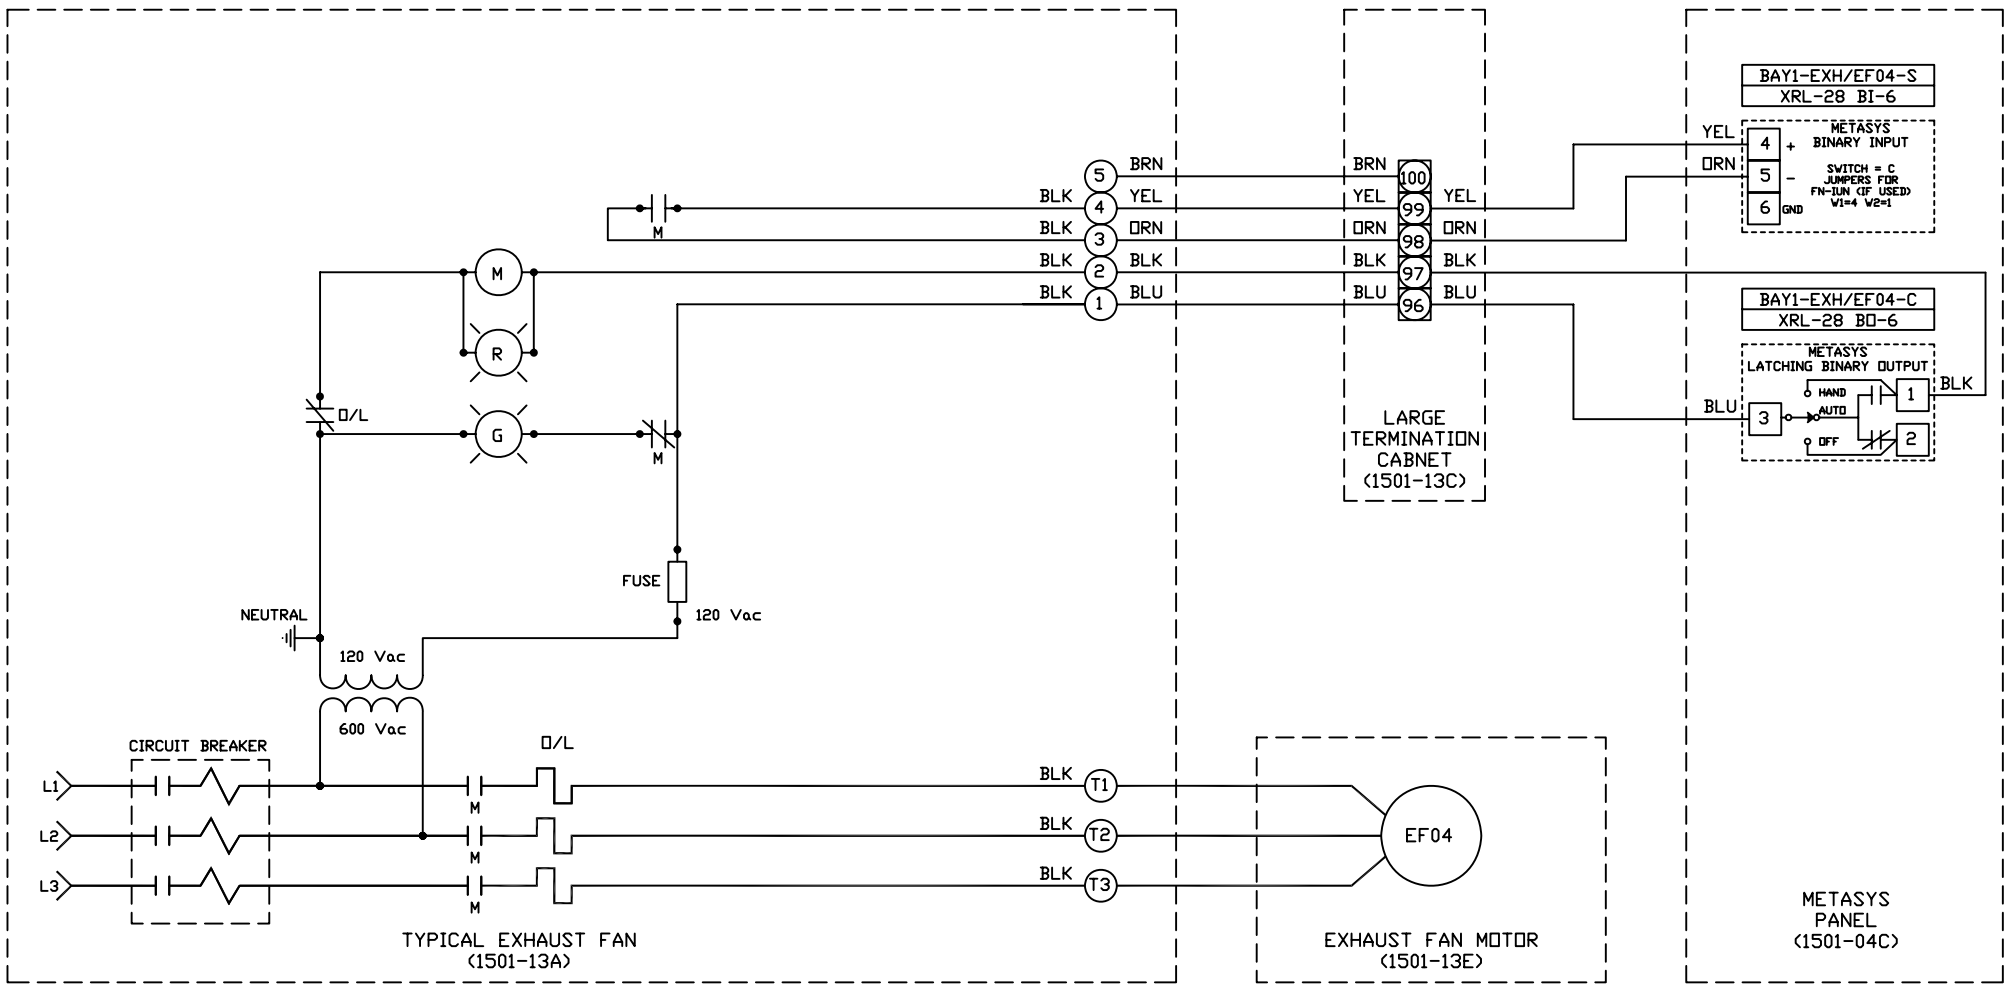 BAY1-EXH/EF04-S
XRL-28 BI-6
METASYS
BINARY INPUT
SWITCH = C
JUMPERS FOR
FN-IUN (IF USED)
W1=4 W2=1
YEL 4 +
ORN 5 -
6 GND
5 BRN BRN 100
BLK 4 YEL YEL 99 YEL
M
BLK 3 ORN ORN 98 ORN
M BLK 2 BLK BLK 97 BLK
BLK 1 BLU BLU 96 BLU
R
O/L
G
M
BAY1-EXH/EF04-C
XRL-28 BO-6
METASYS
LATCHING BINARY OUTPUT
HAND
AUTO
OFF
BLU 3
1 BLK
2
LARGE
TERMINATION
CABNET
(1501-13C)
FUSE
120 Vac
NEUTRAL
120 Vac
600 Vac
CIRCUIT BREAKER
O/L
L1 M BLK T1
L2 M BLK T2
L3 M BLK T3
EF04
TYPICAL EXHAUST FAN
(1501-13A)
EXHAUST FAN MOTOR
(1501-13E)
METASYS
PANEL
(1501-04C)